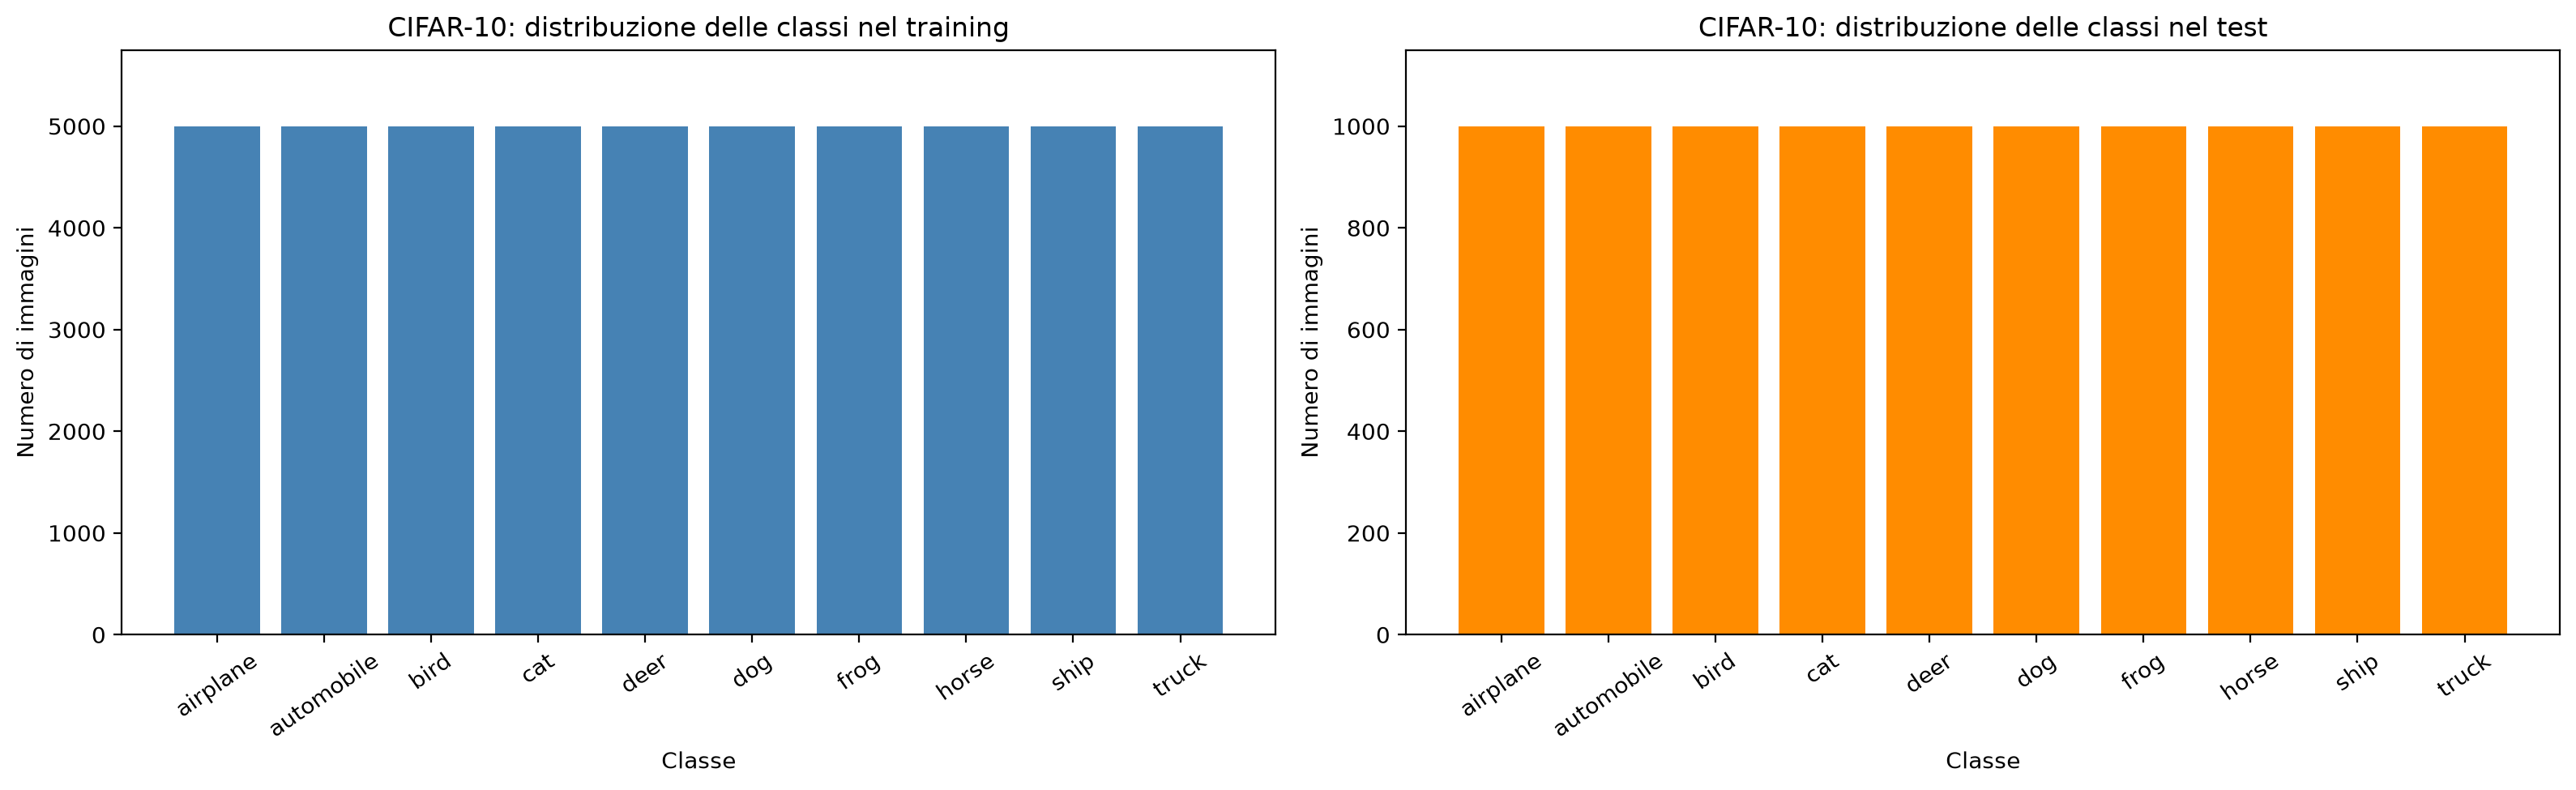 CIFAR-10: distribuzione delle classi nel training
Numero di immagini
5000
4000
3000
2000
1000
0
airplane
automobile
bird
cat
deer
dog
frog
horse
ship
truck
Classe
CIFAR-10: distribuzione delle classi nel test
Numero di immagini
1000
800
600
400
200
0
airplane
automobile
bird
cat
deer
dog
frog
horse
ship
truck
Classe